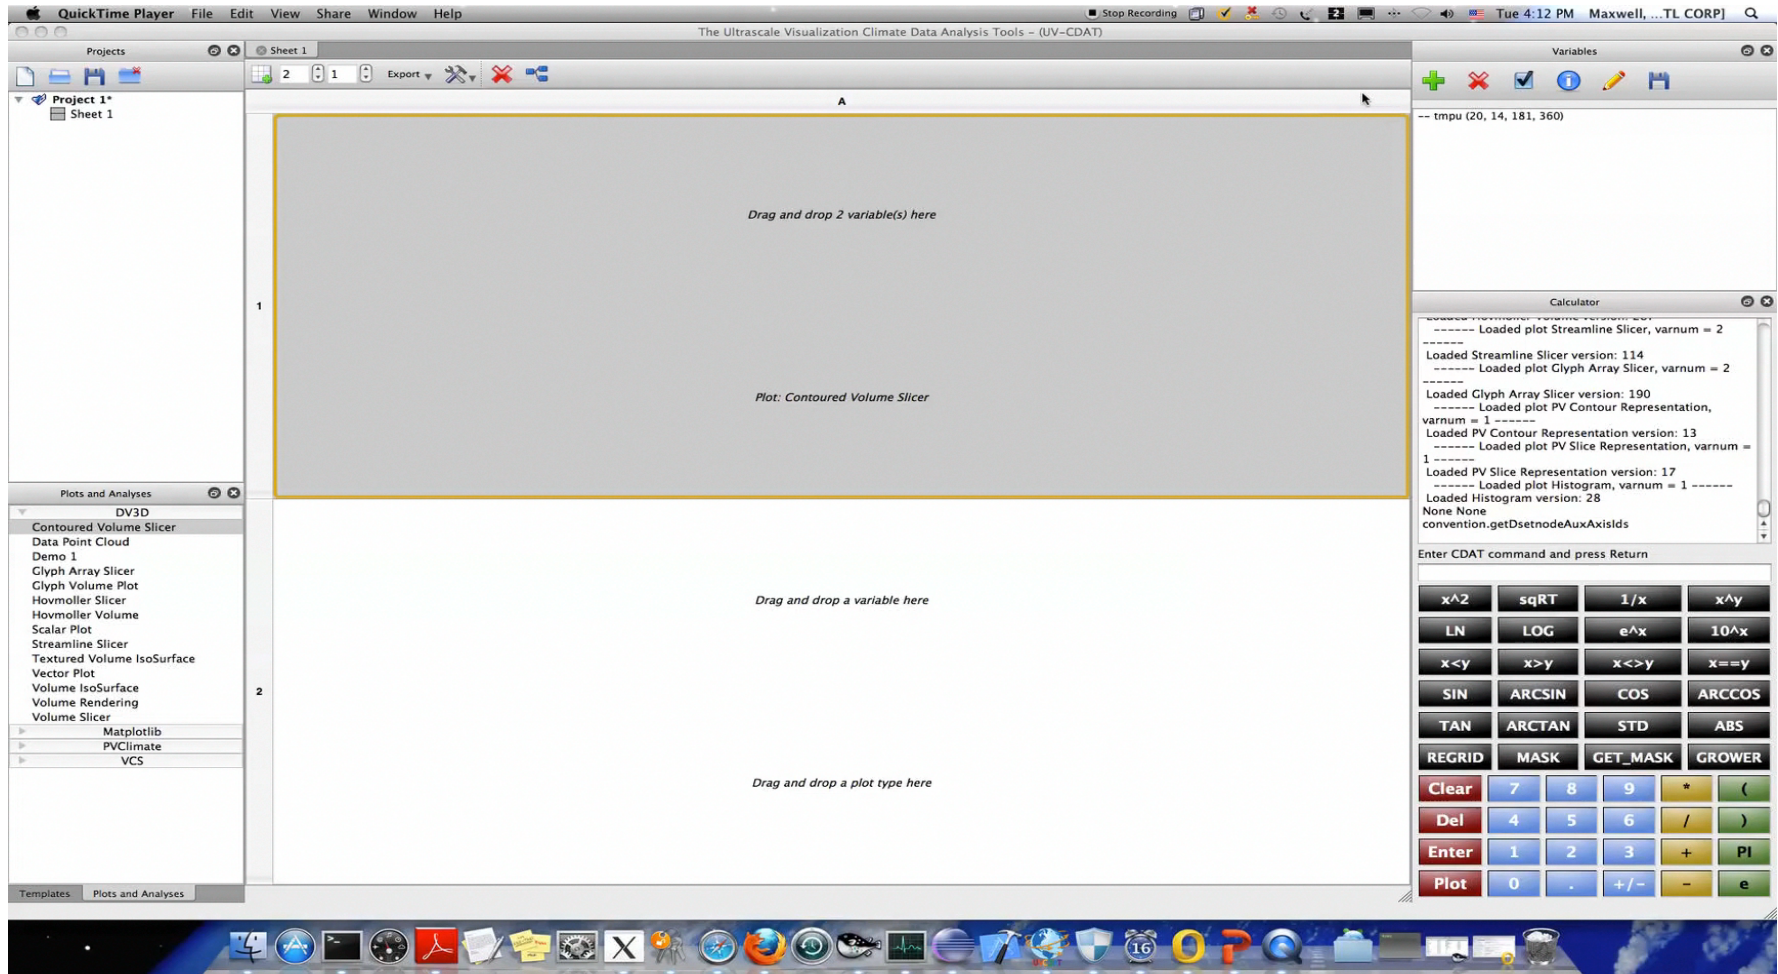 QuickTime Player File Edit View Share Window Help
Stop Recording
Tue 4:12 PM Maxwell, ...TL CORP]
The Ultrascale Visualization Climate Data Analysis Tools - (UV-CDAT)
Projects
Project 1*
Sheet 1
Plots and Analyses
DV3D
Contoured Volume Slicer
Data Point Cloud
Demo 1
Glyph Array Slicer
Glyph Volume Plot
Hovmoller Slicer
Hovmoller Volume
Scalar Plot
Streamline Slicer
Textured Volume IsoSurface
Vector Plot
Volume IsoSurface
Volume Rendering
Volume Slicer
Matplotlib
PVClimate
VCS
Templates Plots and Analyses
Sheet 1
2 1 Export
A
1
Drag and drop 2 variable(s) here
Plot: Contoured Volume Slicer
2
Drag and drop a variable here
Drag and drop a plot type here
Variables
-- tmpu (20, 14, 181, 360)
Calculator
------ Loaded plot Streamline Slicer, varnum = 2
------
Loaded Streamline Slicer version: 114
------ Loaded plot Glyph Array Slicer, varnum = 2
------
Loaded Glyph Array Slicer version: 190
------ Loaded plot PV Contour Representation,
varnum = 1 ------
Loaded PV Contour Representation version: 13
------ Loaded plot PV Slice Representation, varnum =
1 ------
Loaded PV Slice Representation version: 17
------ Loaded plot Histogram, varnum = 1 ------
Loaded Histogram version: 28
None None
convention.getDsetnodeAuxAxisIds
Enter CDAT command and press Return
x^2 sqRT 1/x x^y
LN LOG e^x 10^x
x<y x>y x<>y x==y
SIN ARCSIN COS ARCCOS
TAN ARCTAN STD ABS
REGRID MASK GET_MASK GROWER
Clear 7 8 9 * (
Del 4 5 6 / )
Enter 1 2 3 + PI
Plot 0 . +/- - e
16